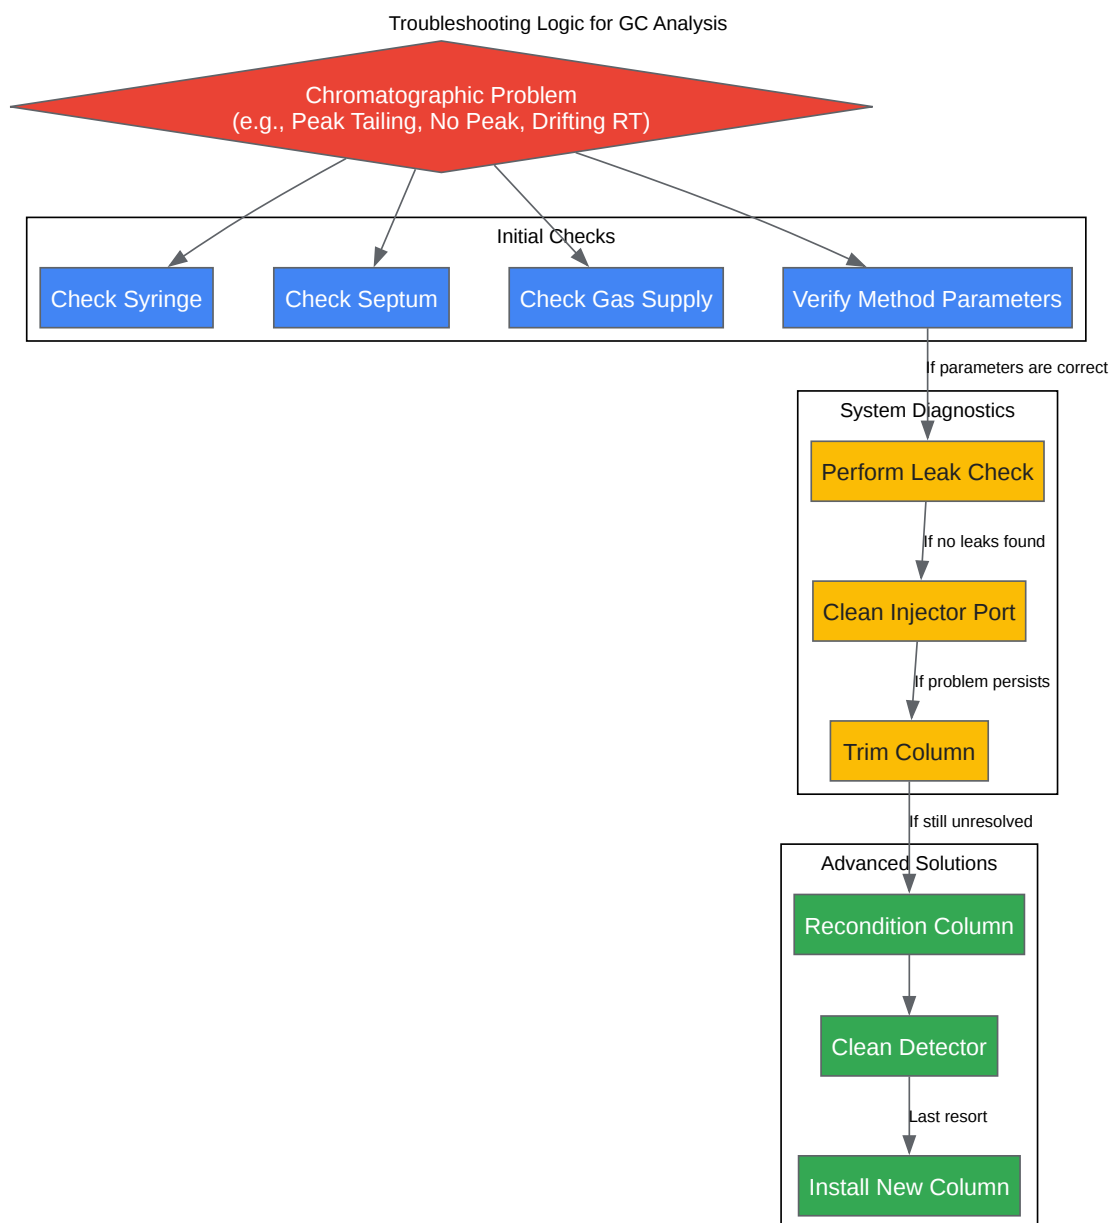 Troubleshooting Logic for GC Analysis
Chromatographic Problem
(e.g., Peak Tailing, No Peak, Drifting RT)
Initial Checks
Check Syringe
Check Septum
Check Gas Supply
Verify Method Parameters
If parameters are correct
System Diagnostics
Perform Leak Check
If no leaks found
Clean Injector Port
If problem persists
Trim Column
If still unresolved
Advanced Solutions
Recondition Column
Clean Detector
Last resort
Install New Column